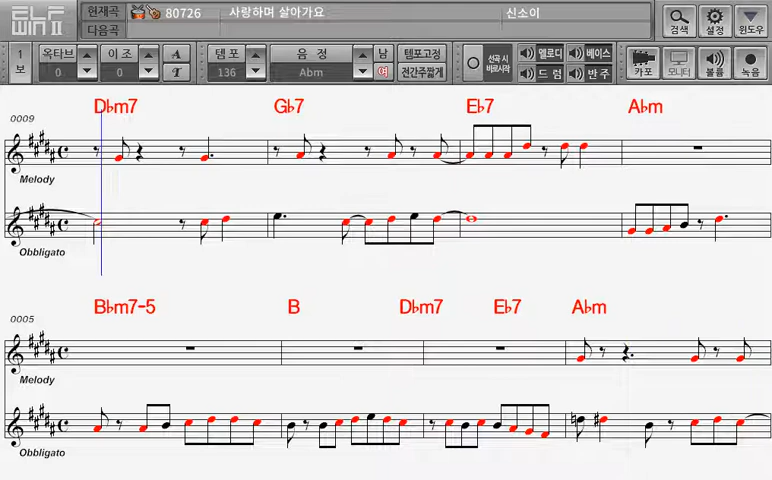 ELF WIN II 현재곡 80726 사랑하며 살아가요 신소이
다음곡
검색 설정 윈도우
1 보 옥타브 0 이조 0 T T 템포 136 음정 Abm 남 여 템포고정 전간주짧게 선곡 시 바로시작 멜로디 베이스 드럼 반주 카포 모니터 볼륨 녹음
D♭m7 G♭7 E♭7 A♭m
0009
Melody
Obbligato
B♭m7-5 B D♭m7 E♭7 A♭m
0005
Melody
Obbligato